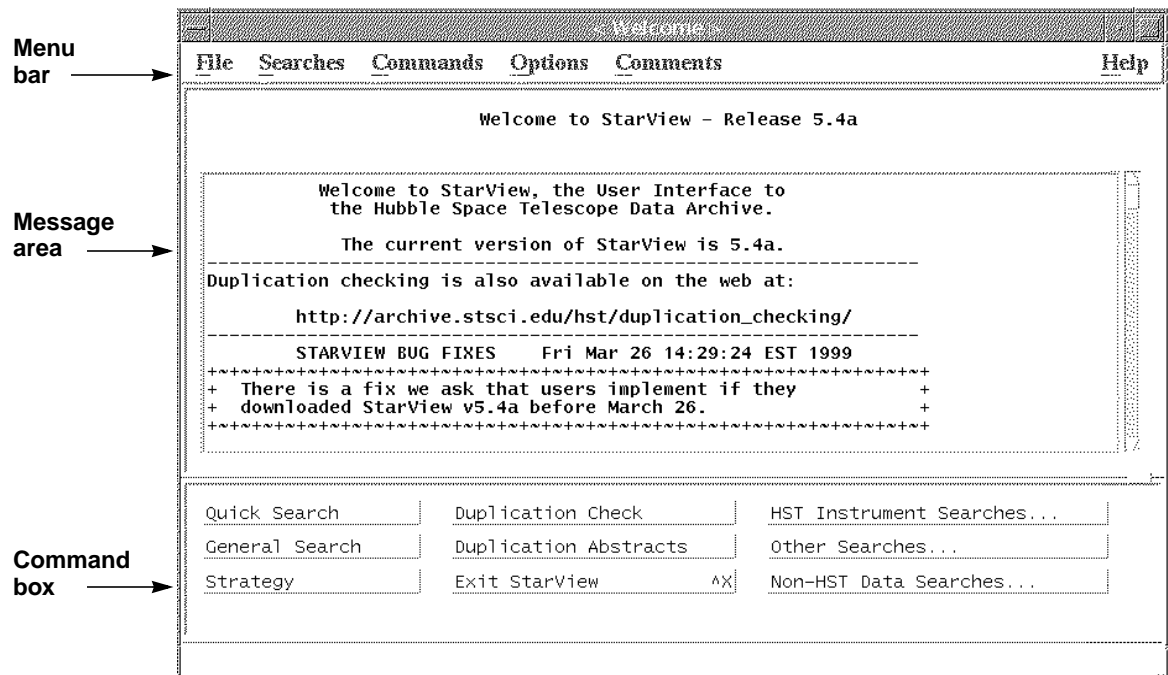 < Welcome >
Menu
bar
File Searches Commands Options Comments Help
Welcome to StarView – Release 5.4a
Message
area
Welcome to StarView, the User Interface to
the Hubble Space Telescope Data Archive.
The current version of StarView is 5.4a.
----------------------------------------------------------------
Duplication checking is also available on the web at:
http://archive.stsci.edu/hst/duplication_checking/
----------------------------------------------------------------
STARVIEW BUG FIXES Fri Mar 26 14:29:24 EST 1999
+~+~+~+~+~+~+~+~+~+~+~+~+~+~+~+~+~+~+~+~+~+~+~+~+~+~+~+~+~+~+~+~+
+ There is a fix we ask that users implement if they +
+ downloaded StarView v5.4a before March 26. +
+~+~+~+~+~+~+~+~+~+~+~+~+~+~+~+~+~+~+~+~+~+~+~+~+~+~+~+~+~+~+~+~+
Command
box
Quick Search Duplication Check HST Instrument Searches...
General Search Duplication Abstracts Other Searches...
Strategy Exit StarView ^X Non-HST Data Searches...